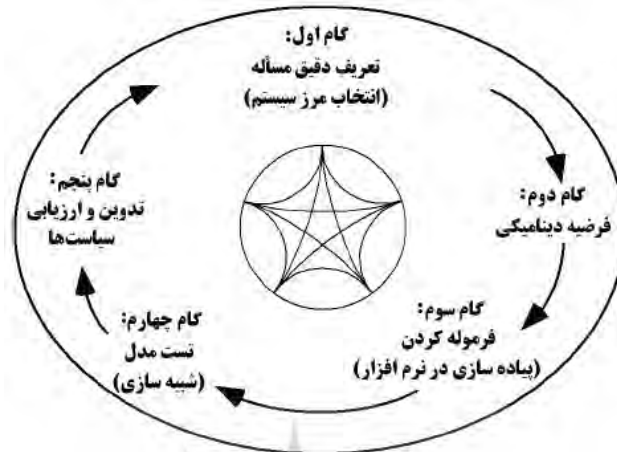 گام اول:
تعریف دقیق مسأله
(انتخاب مرز سیستم)
گام دوم:
فرضیه دینامیکی
گام سوم:
فرموله کردن
(پیاده سازی در نرم افزار)
گام چهارم:
تست مدل
(شبیه سازی)
گام پنجم:
تدوین و ارزیابی
سیاست‌ها